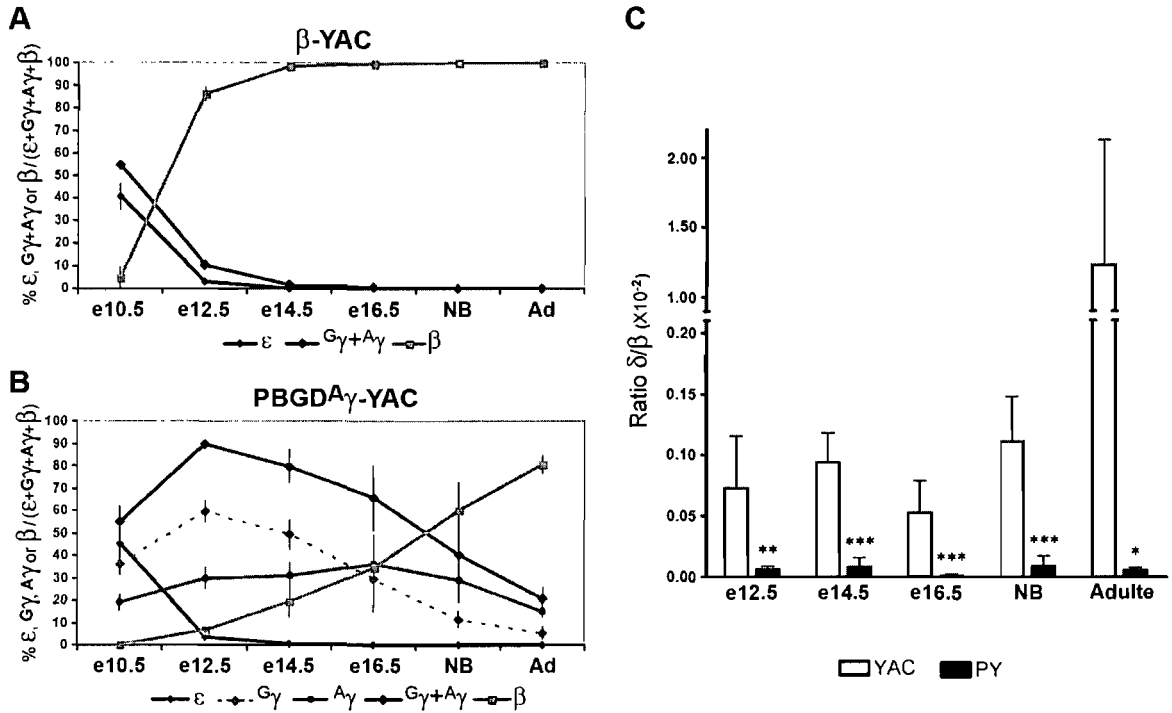 A
β-YAC
% ε, Gγ+Aγ or β/(ε+Gγ+Aγ+β)
100
90
80
70
60
50
40
30
20
10
0
e10.5 e12.5 e14.5 e16.5 NB Ad
ε Gγ+Aγ β
B
PBGDAγ-YAC
% ε, Gγ, Aγ or β/(ε+Gγ+Aγ+β)
100
90
80
70
60
50
40
30
20
10
0
e10.5 e12.5 e14.5 e16.5 NB Ad
ε Gγ Aγ Gγ+Aγ β
C
Ratio δ/β (X10-2)
2.00
1.50
1.00
0.20
0.15
0.10
0.05
0.00
** *** *** *** *
e12.5 e14.5 e16.5 NB Adulte
YAC PY